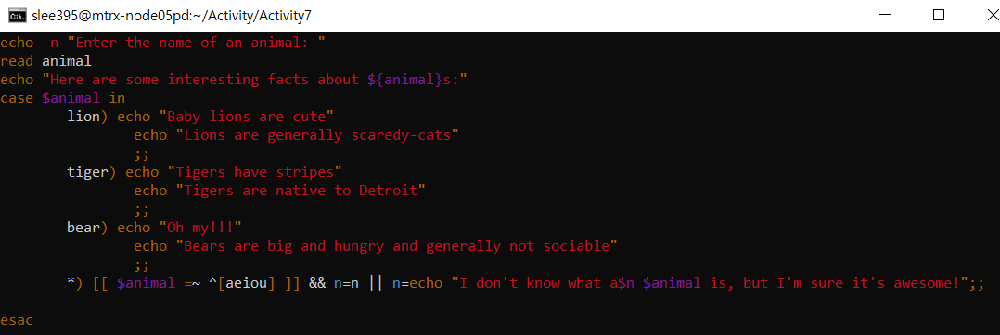 slee395@mtrx-node05pd:~/Activity/Activity7
echo -n "Enter the name of an animal: "
read animal
echo "Here are some interesting facts about ${animal}s:"
case $animal in
        lion) echo "Baby lions are cute"
                echo "Lions are generally scaredy-cats"
                ;;
        tiger) echo "Tigers have stripes"
                echo "Tigers are native to Detroit"
                ;;
        bear) echo "Oh my!!!"
                echo "Bears are big and hungry and generally not sociable"
                ;;
        *) [[ $animal =~ ^[aeiou] ]] && n=n || n=echo "I don't know what a$n $animal is, but I'm sure it's awesome!";;
esac